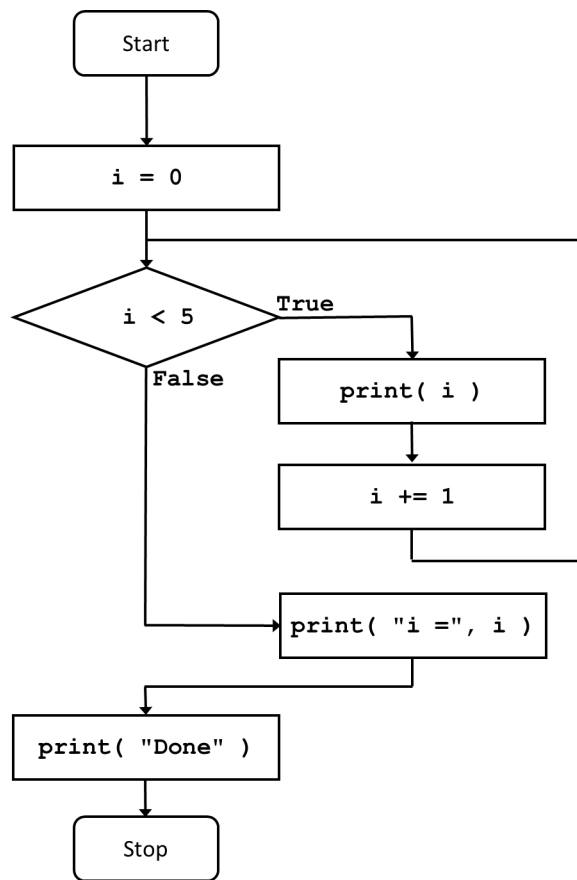 Start
i = 0
i < 5
True
False
print( i )
i += 1
print( "i =", i )
print( "Done" )
Stop